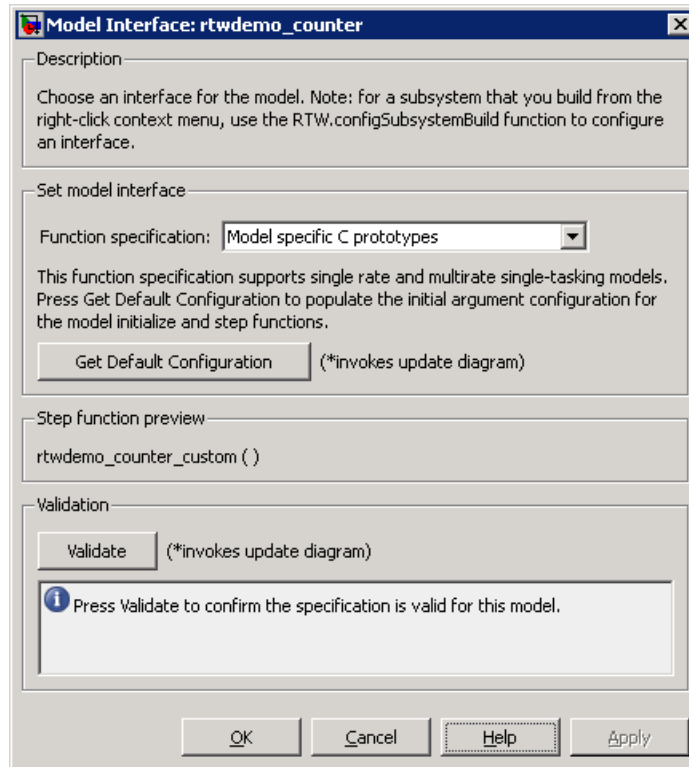 Model Interface: rtwdemo_counter
Description
Choose an interface for the model. Note: for a subsystem that you build from the
right-click context menu, use the RTW.configSubsystemBuild function to configure
an interface.
Set model interface
Function specification: Model specific C prototypes
This function specification supports single rate and multirate single-tasking models.
Press Get Default Configuration to populate the initial argument configuration for
the model initialize and step functions.
Get Default Configuration (*invokes update diagram)
Step function preview
rtwdemo_counter_custom ( )
Validation
Validate (*invokes update diagram)
Press Validate to confirm the specification is valid for this model.
OK Cancel Help Apply